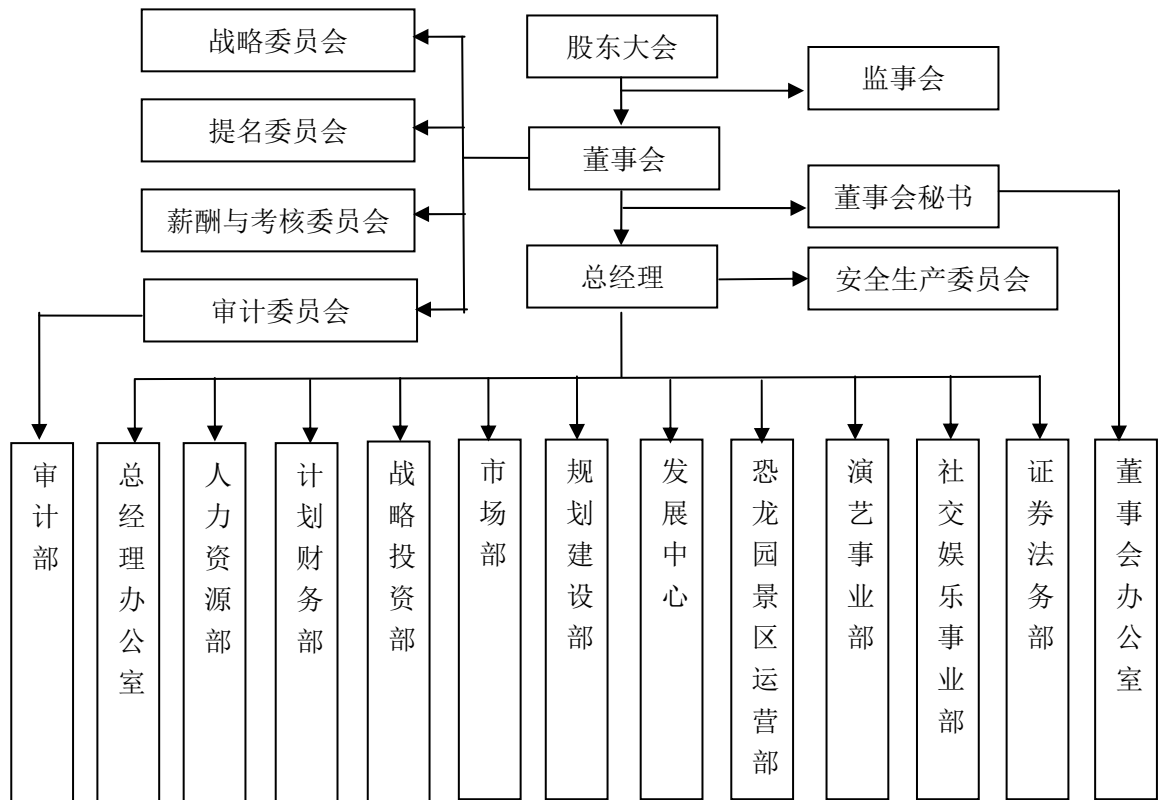 战略委员会
股东大会
监事会
提名委员会
董事会
董事会秘书
薪酬与考核委员会
总经理
安全生产委员会
审计委员会
审计部
总经理办公室
人力资源部
计划财务部
战略投资部
市场部
规划建设部
发展中心
恐龙园景区运营部
演艺事业部
社交娱乐事业部
证券法务部
董事会办公室